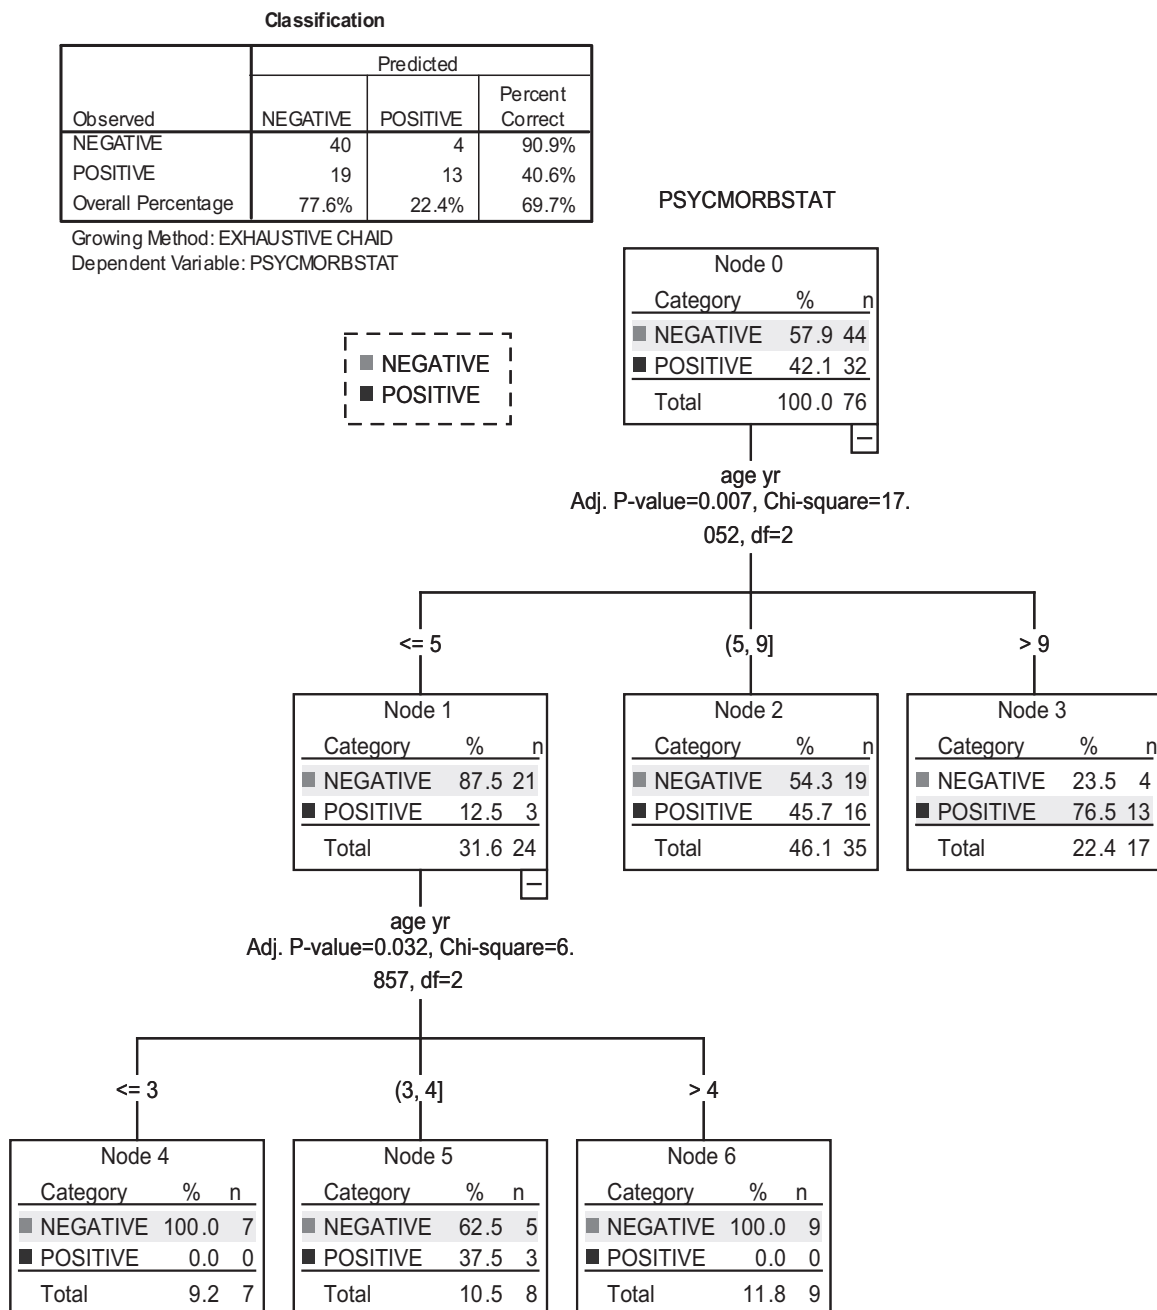 Classification
Predicted
Observed NEGATIVE POSITIVE Percent Correct
NEGATIVE 40 4 90.9%
POSITIVE 19 13 40.6%
Overall Percentage 77.6% 22.4% 69.7%
Growing Method: EXHAUSTIVE CHAID
Dependent Variable: PSYCMORBSTAT
NEGATIVE
POSITIVE
PSYCMORBSTAT
Node 0
Category % n
NEGATIVE 57.9 44
POSITIVE 42.1 32
Total 100.0 76
age yr
Adj. P-value=0.007, Chi-square=17.
052, df=2
<= 5
(5, 9]
> 9
Node 1
Category % n
NEGATIVE 87.5 21
POSITIVE 12.5 3
Total 31.6 24
Node 2
Category % n
NEGATIVE 54.3 19
POSITIVE 45.7 16
Total 46.1 35
Node 3
Category % n
NEGATIVE 23.5 4
POSITIVE 76.5 13
Total 22.4 17
age yr
Adj. P-value=0.032, Chi-square=6.
857, df=2
<= 3
(3, 4]
> 4
Node 4
Category % n
NEGATIVE 100.0 7
POSITIVE 0.0 0
Total 9.2 7
Node 5
Category % n
NEGATIVE 62.5 5
POSITIVE 37.5 3
Total 10.5 8
Node 6
Category % n
NEGATIVE 100.0 9
POSITIVE 0.0 0
Total 11.8 9